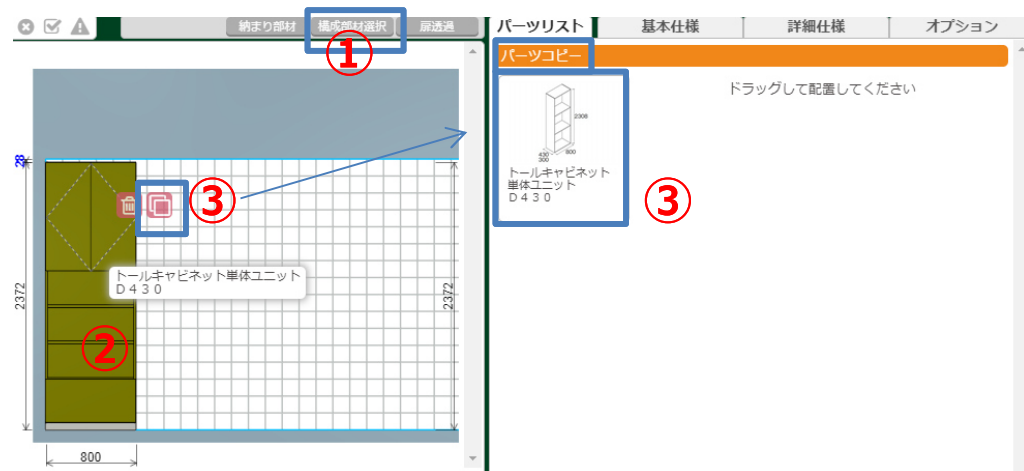 納まり部材 構成部材選択 扉透過
パーツリスト 基本仕様 詳細仕様 オプション
①
パーツコピー
ドラッグして配置してください
2308
430
300
800
トールキャビネット
単体ユニット
D430
28
③
③
トールキャビネット単体ユニット
D430
2372
2372
②
800